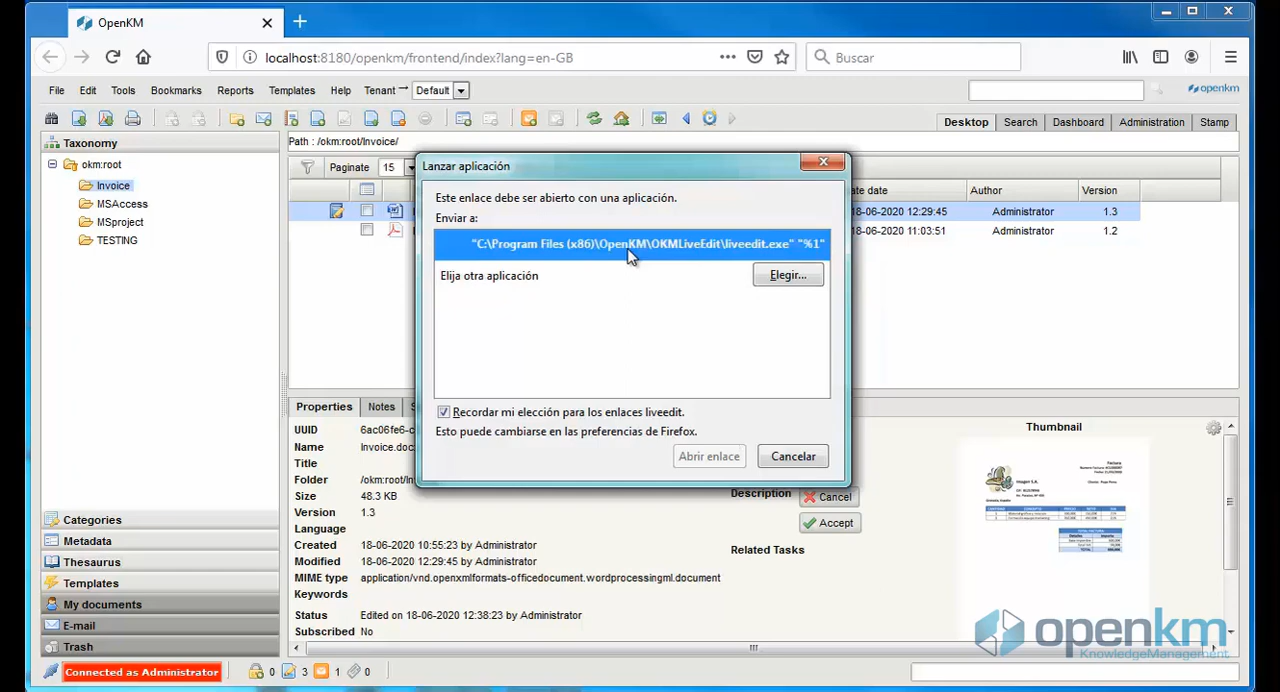 OpenKM
localhost:8180/openkm/frontend/index?lang=en-GB
Buscar
File Edit Tools Bookmarks Reports Templates Help Tenant Default
openkm
Desktop Search Dashboard Administration Stamp
Taxonomy
okm:root
Invoice
MSAccess
MSproject
TESTING
Path : /okm:root/Invoice/
Paginate 15
ate date Author Version
18-06-2020 12:29:45 Administrator 1.3
18-06-2020 11:03:51 Administrator 1.2
Lanzar aplicación
Este enlace debe ser abierto con una aplicación.
Enviar a:
"C:\Program Files (x86)\OpenKM\OKMLiveEdit\liveedit.exe" "%1"
Elija otra aplicación
Elegir...
Recordar mi elección para los enlaces liveedit.
Esto puede cambiarse en las preferencias de Firefox.
Abrir enlace Cancelar
Properties Notes S
UUID 6ac06fe6-c
Name Invoice.doc
Title
Folder /okm:root/Inv
Size 48.3 KB
Version 1.3
Language
Created 18-06-2020 10:55:23 by Administrator
Modified 18-06-2020 12:29:45 by Administrator
MIME type application/vnd.openxmlformats-officedocument.wordprocessingml.document
Keywords
Status Edited on 18-06-2020 12:38:23 by Administrator
Subscribed No
Description
Cancel
Accept
Related Tasks
Thumbnail
Factura
Imagen S.A.
TOTAL
Categories
Metadata
Thesaurus
Templates
My documents
E-mail
Trash
Connected as Administrator
0 3 1 0
openkm
KnowledgeManagement